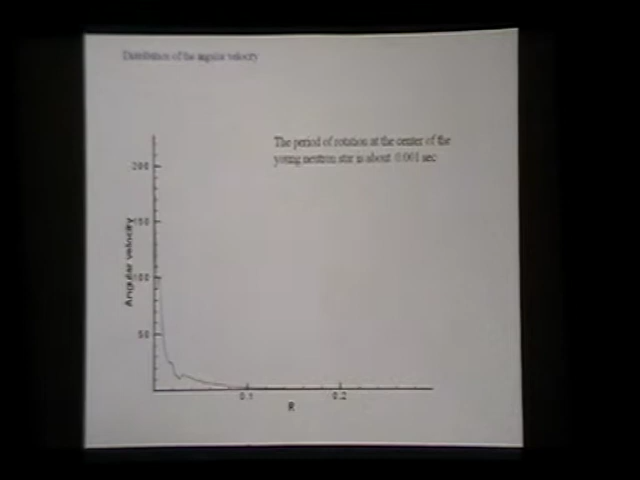 Distribution of the angular velocity
The period of rotation at the center of the
young neutron star is about 0.001 sec
200
150
100
50
Angular velocity
0.1
0.2
R